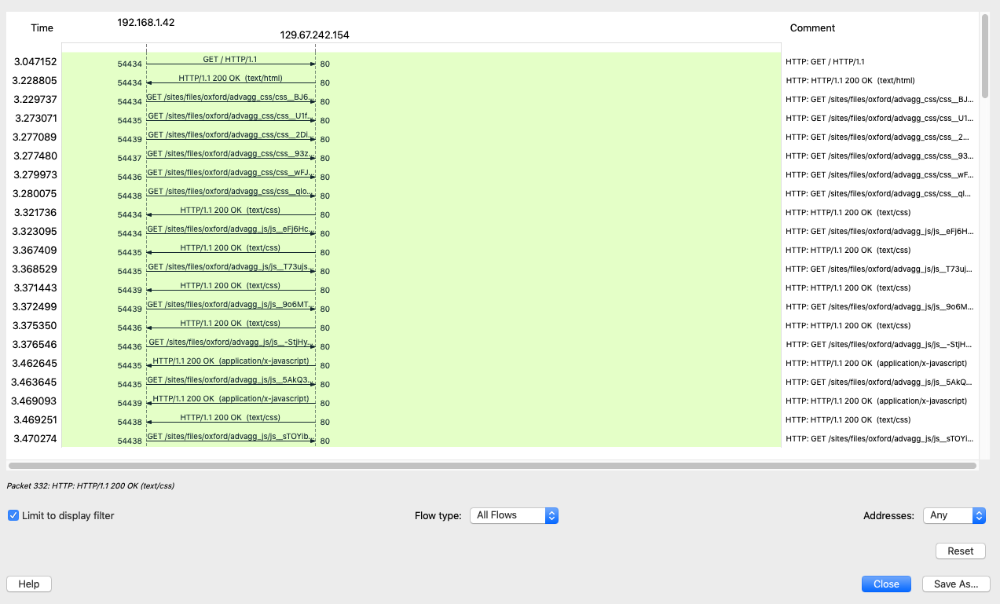 192.168.1.42
Time
Comment
129.67.242.154
3.047152 54434 GET / HTTP/1.1 80 HTTP: GET / HTTP/1.1
3.228805 54434 HTTP/1.1 200 OK (text/html) 80 HTTP: HTTP/1.1 200 OK (text/html)
3.229737 54434 GET /sites/files/oxford/advagg_css/css__BJ6... 80 HTTP: GET /sites/files/oxford/advagg_css/css__BJ...
3.273071 54435 GET /sites/files/oxford/advagg_css/css__U1f... 80 HTTP: GET /sites/files/oxford/advagg_css/css__U1...
3.277089 54439 GET /sites/files/oxford/advagg_css/css__2Di... 80 HTTP: GET /sites/files/oxford/advagg_css/css__2...
3.277480 54437 GET /sites/files/oxford/advagg_css/css__93z... 80 HTTP: GET /sites/files/oxford/advagg_css/css__93...
3.279973 54436 GET /sites/files/oxford/advagg_css/css__wFJ... 80 HTTP: GET /sites/files/oxford/advagg_css/css__wF...
3.280075 54438 GET /sites/files/oxford/advagg_css/css__qlo... 80 HTTP: GET /sites/files/oxford/advagg_css/css__ql...
3.321736 54434 HTTP/1.1 200 OK (text/css) 80 HTTP: HTTP/1.1 200 OK (text/css)
3.323095 54434 GET /sites/files/oxford/advagg_js/js__eFj6Hc... 80 HTTP: GET /sites/files/oxford/advagg_js/js__eFj6H...
3.367409 54435 HTTP/1.1 200 OK (text/css) 80 HTTP: HTTP/1.1 200 OK (text/css)
3.368529 54435 GET /sites/files/oxford/advagg_js/js__T73ujs... 80 HTTP: GET /sites/files/oxford/advagg_js/js__T73uj...
3.371443 54439 HTTP/1.1 200 OK (text/css) 80 HTTP: HTTP/1.1 200 OK (text/css)
3.372499 54439 GET /sites/files/oxford/advagg_js/js__9o6MT... 80 HTTP: GET /sites/files/oxford/advagg_js/js__9o6M...
3.375350 54436 HTTP/1.1 200 OK (text/css) 80 HTTP: HTTP/1.1 200 OK (text/css)
3.376546 54436 GET /sites/files/oxford/advagg_js/js__-StjHy... 80 HTTP: GET /sites/files/oxford/advagg_js/js__-StjH...
3.462645 54435 HTTP/1.1 200 OK (application/x-javascript) 80 HTTP: HTTP/1.1 200 OK (application/x-javascript)
3.463645 54435 GET /sites/files/oxford/advagg_js/js__5AkQ3... 80 HTTP: GET /sites/files/oxford/advagg_js/js__5AkQ...
3.469093 54439 HTTP/1.1 200 OK (application/x-javascript) 80 HTTP: HTTP/1.1 200 OK (application/x-javascript)
3.469251 54438 HTTP/1.1 200 OK (text/css) 80 HTTP: HTTP/1.1 200 OK (text/css)
3.470274 54438 GET /sites/files/oxford/advagg_js/js__sTOYib... 80 HTTP: GET /sites/files/oxford/advagg_js/js__sTOYi...
Packet 332: HTTP: HTTP/1.1 200 OK (text/css)
Limit to display filter Flow type: All Flows Addresses: Any
Reset
Help Close Save As...